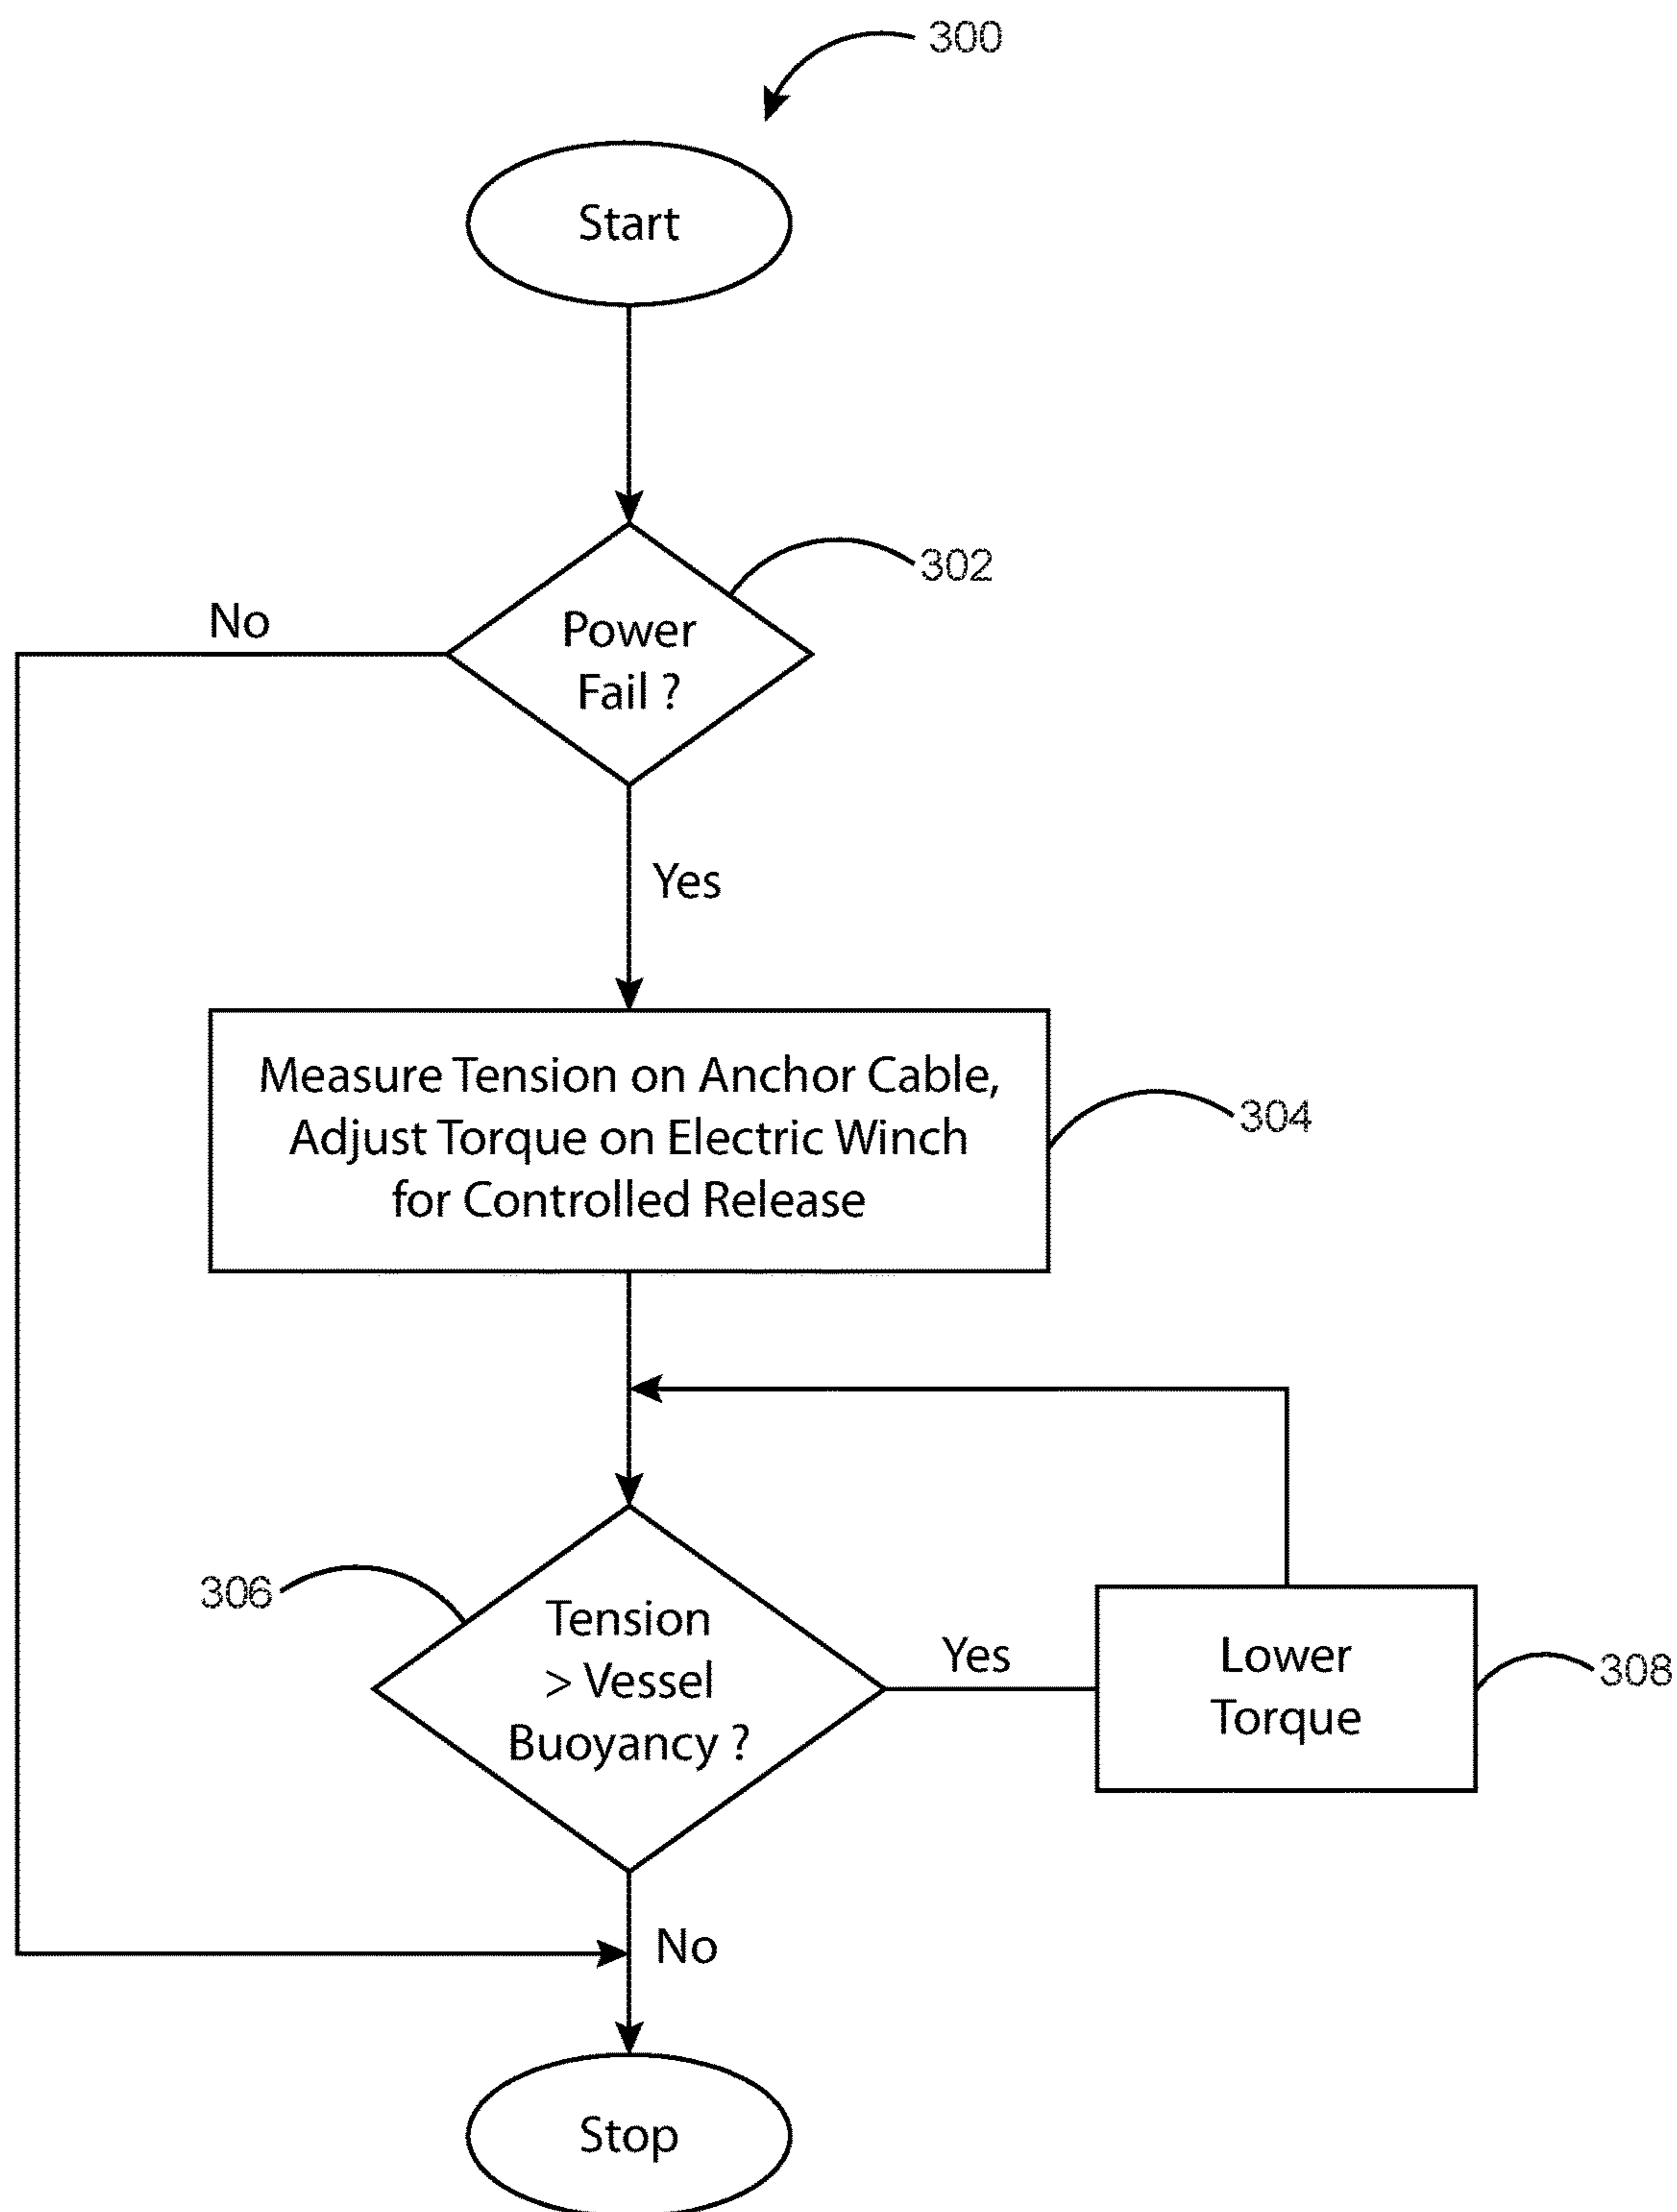 300
Start
302
No
Power
Fail ?
Yes
Measure Tension on Anchor Cable,
Adjust Torque on Electric Winch
for Controlled Release
304
306
Tension
> Vessel
Buoyancy ?
Yes
Lower
Torque
308
No
Stop